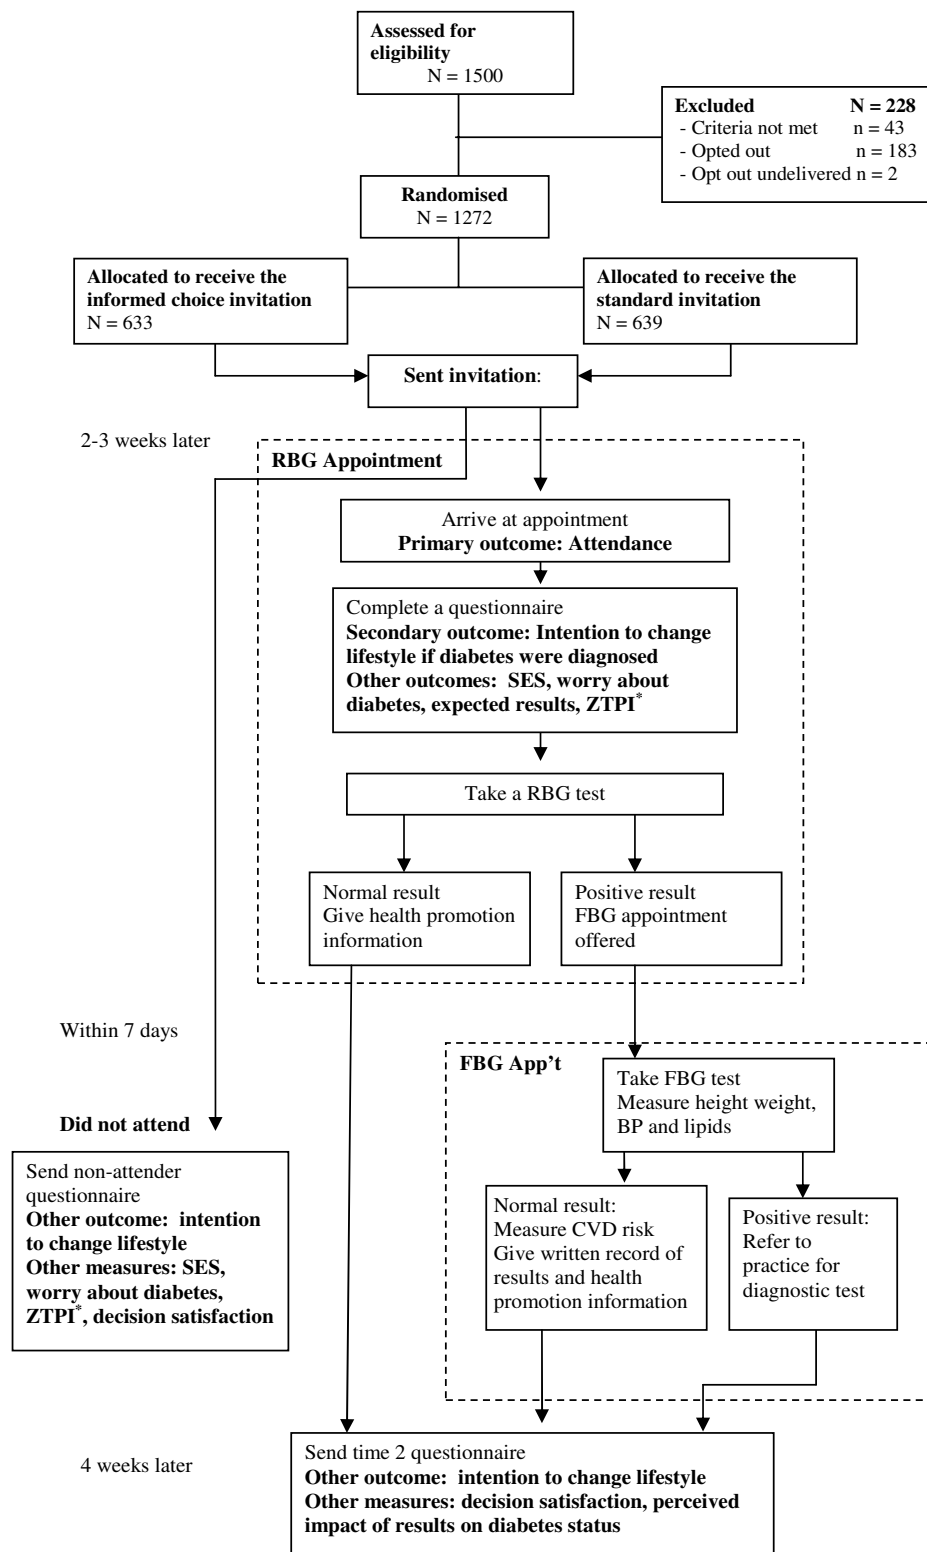 Assessed for
eligibility
N = 1500
Excluded N = 228
- Criteria not met n = 43
- Opted out n = 183
- Opt out undelivered n = 2
Randomised
N = 1272
Allocated to receive the
informed choice invitation
N = 633
Allocated to receive the
standard invitation
N = 639
Sent invitation:
2-3 weeks later
RBG Appointment
Arrive at appointment
Primary outcome: Attendance
Complete a questionnaire
Secondary outcome: Intention to change
lifestyle if diabetes were diagnosed
Other outcomes: SES, worry about
diabetes, expected results, ZTPI*
Take a RBG test
Normal result
Give health promotion
information
Positive result
FBG appointment
offered
Within 7 days
FBG App't
Take FBG test
Measure height weight,
BP and lipids
Did not attend
Send non-attender
questionnaire
Other outcome: intention
to change lifestyle
Other measures: SES,
worry about diabetes,
ZTPI*, decision satisfaction
Normal result:
Measure CVD risk
Give written record of
results and health
promotion information
Positive result:
Refer to
practice for
diagnostic test
4 weeks later
Send time 2 questionnaire
Other outcome: intention to change lifestyle
Other measures: decision satisfaction, perceived
impact of results on diabetes status